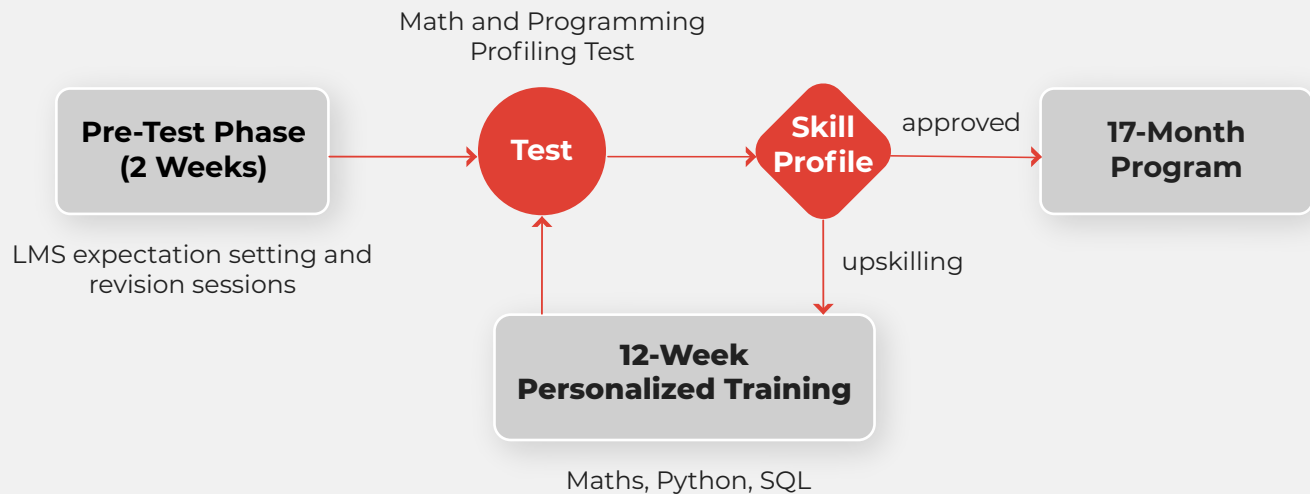 Math and Programming
Profiling Test
Pre-Test Phase
(2 Weeks)
Test
Skill
Profile
approved
17-Month
Program
LMS expectation setting and
revision sessions
upskilling
12-Week
Personalized Training
Maths, Python, SQL